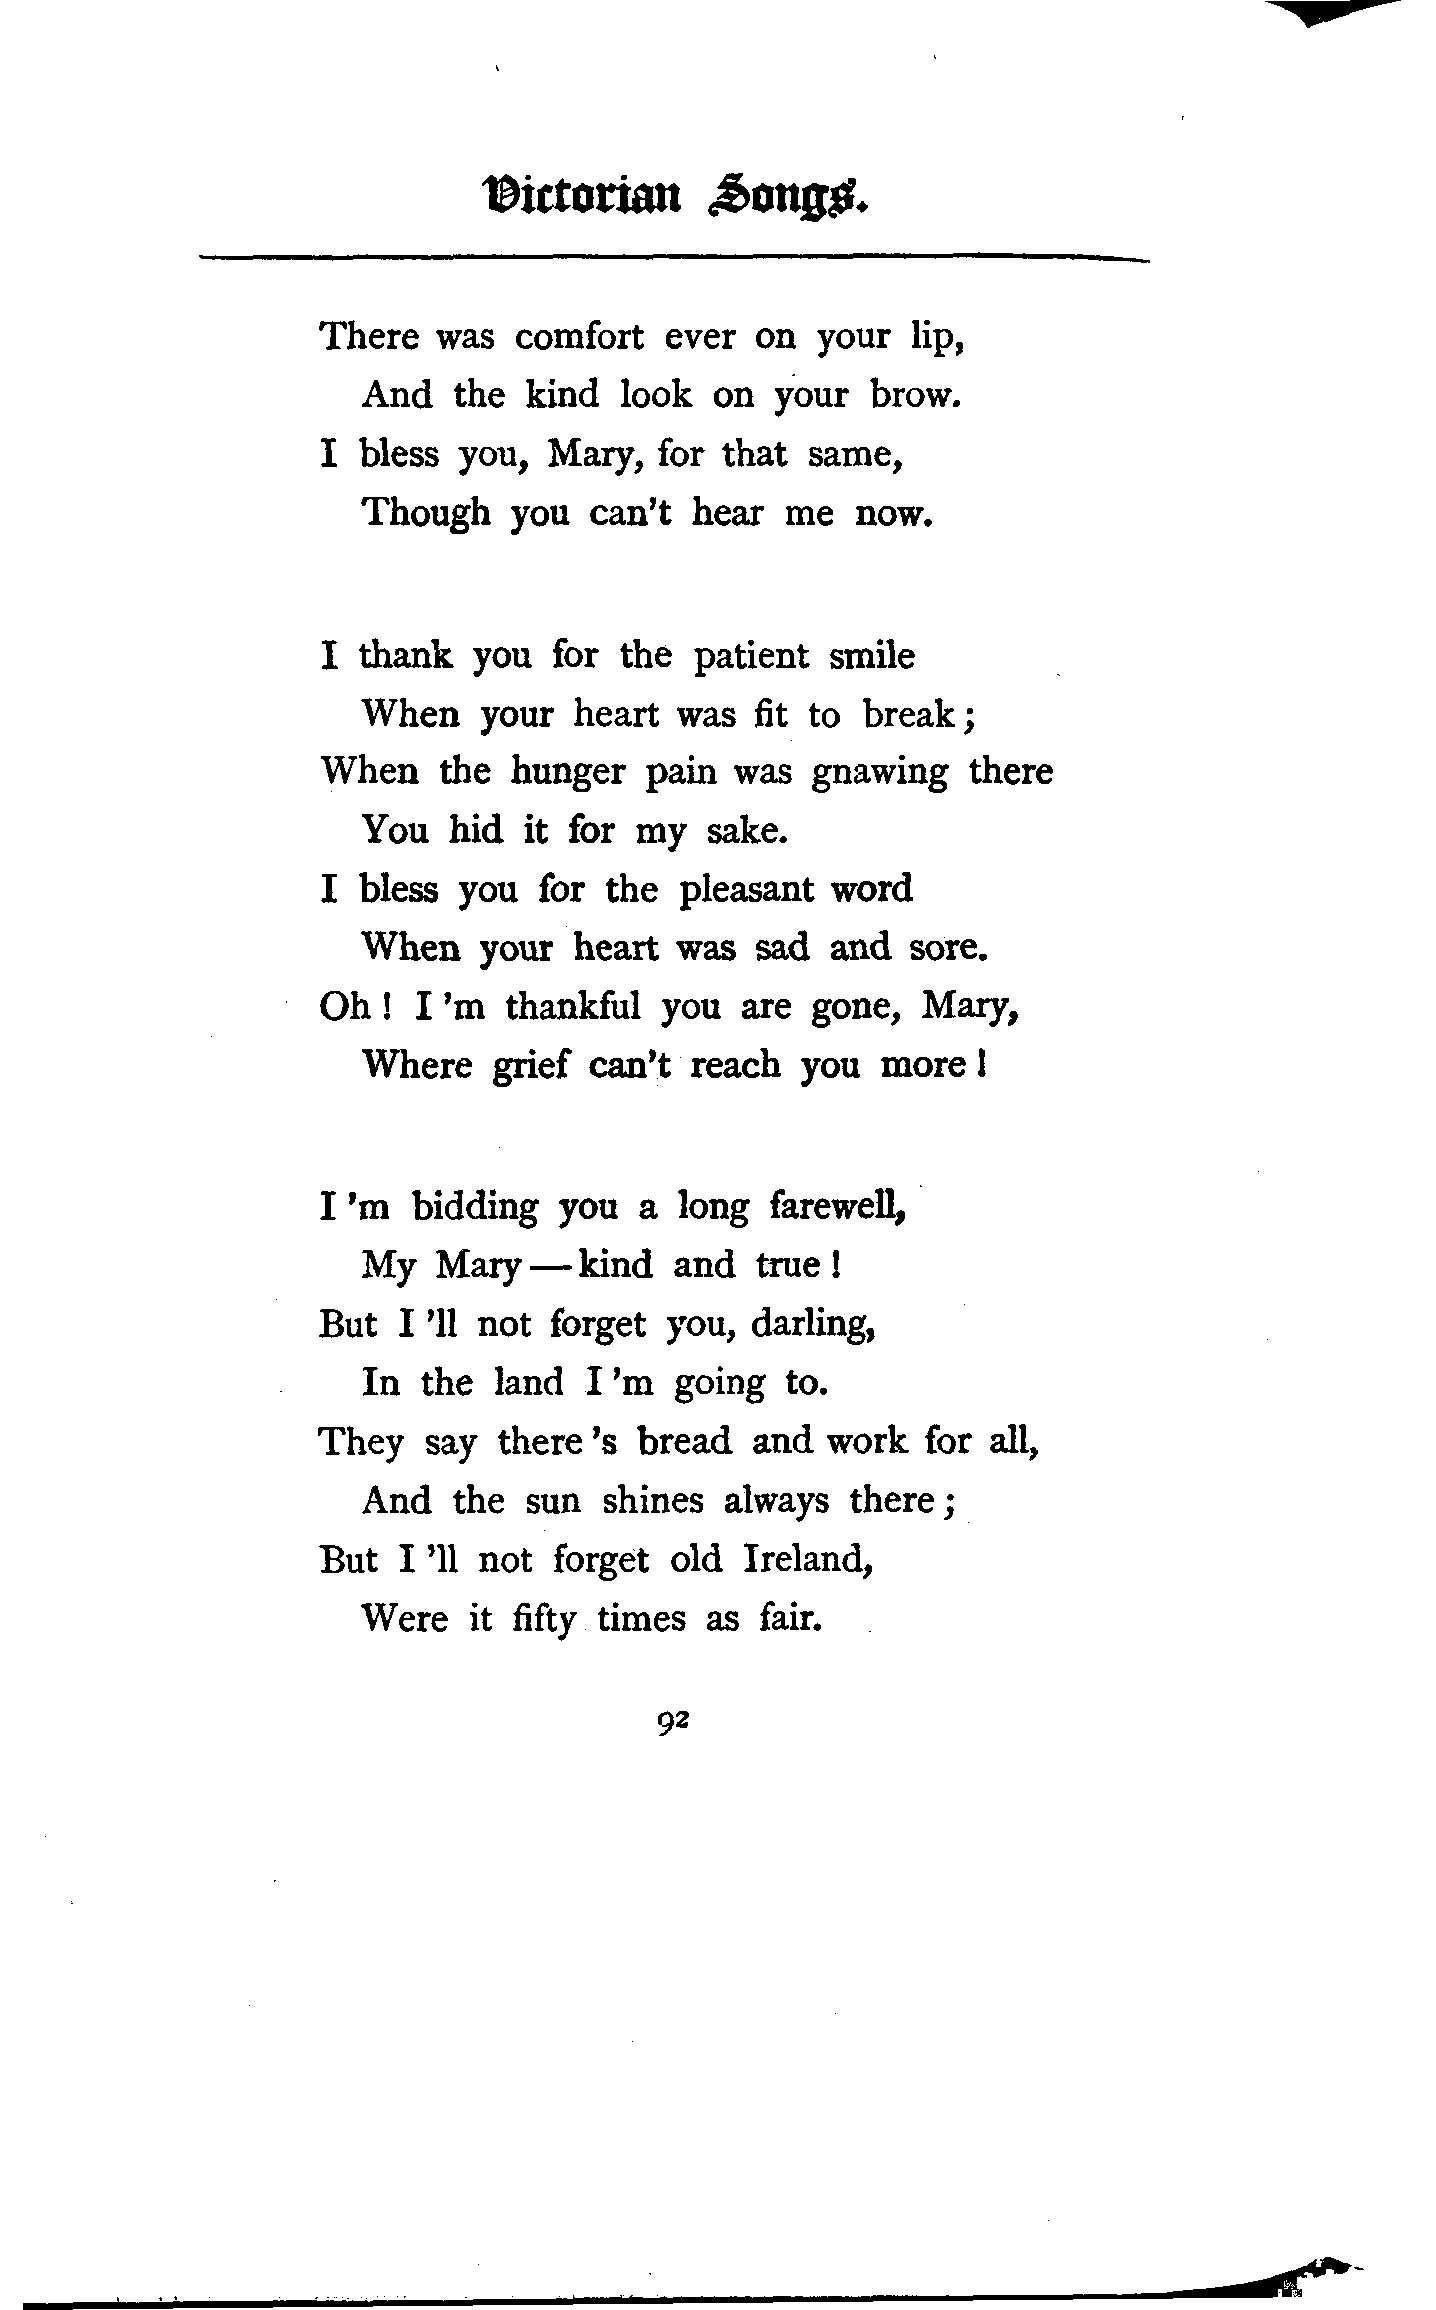 Victorian Songs.
There was comfort ever on your lip,
And the kind look on your brow.
I bless you, Mary, for that same,
Though you can't hear me now.
I thank you for the patient smile
When your heart was fit to break;
When the hunger pain was gnawing there
You hid it for my sake.
I bless you for the pleasant word
When your heart was sad and sore.
Oh! I'm thankful you are gone, Mary,
Where grief can't reach you more!
I'm bidding you a long farewell,
My Mary—kind and true!
But I'll not forget you, darling,
In the land I'm going to.
They say there's bread and work for all,
And the sun shines always there;
But I'll not forget old Ireland,
Were it fifty times as fair.
92